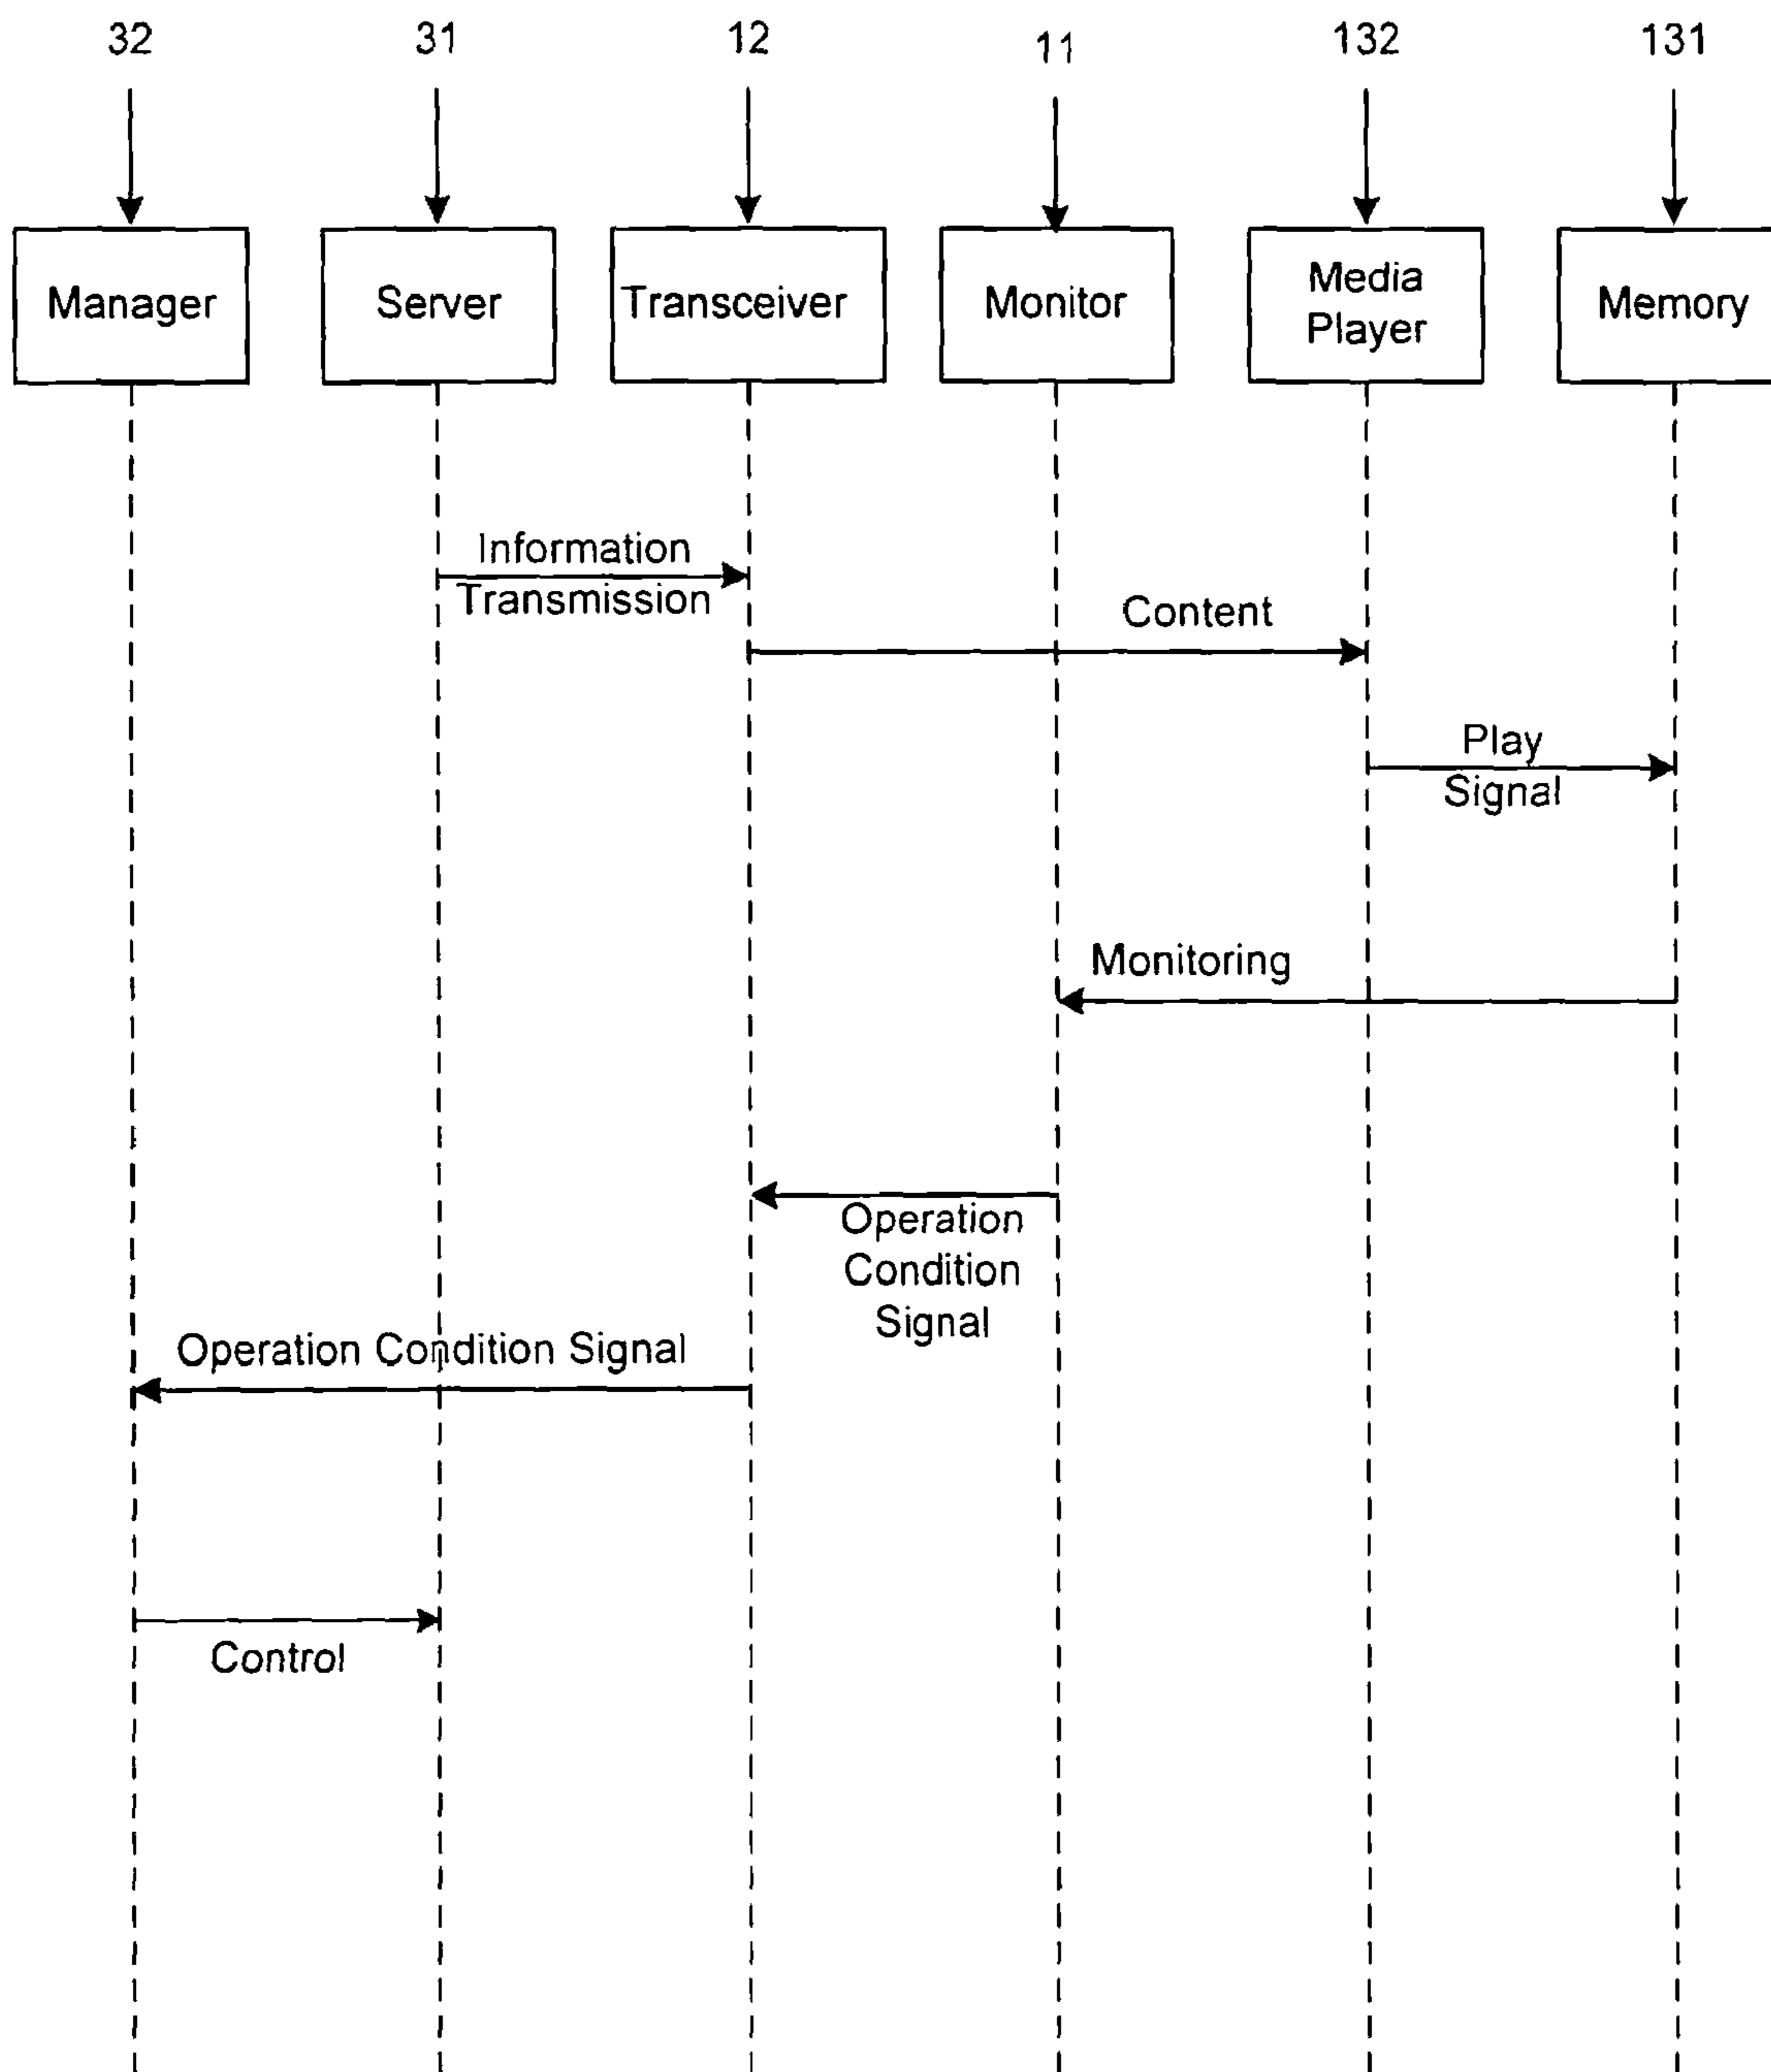 32 31 12 11 132 131
Manager Server Transceiver Monitor Media Player Memory
Information
Transmission
Content
Play
Signal
Monitoring
Operation
Condition
Signal
Operation Condition Signal
Control